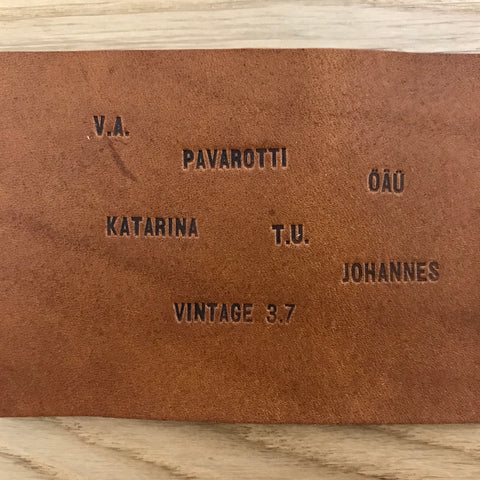 V.A.
PAVAROTTI
ÖÄÜ
KATARINA
T.U.
JOHANNES
VINTAGE 3.7